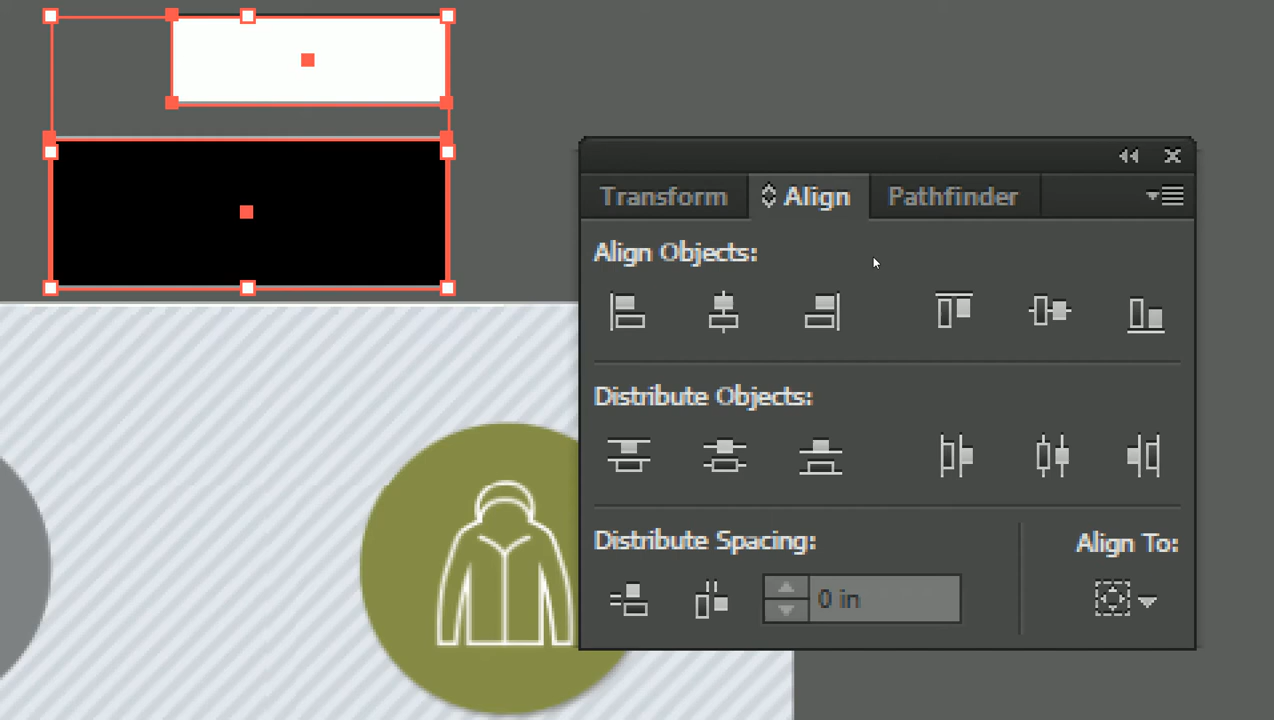 Transform Align Pathfinder
Align Objects:
Distribute Objects:
Distribute Spacing:
Align To:
0 in